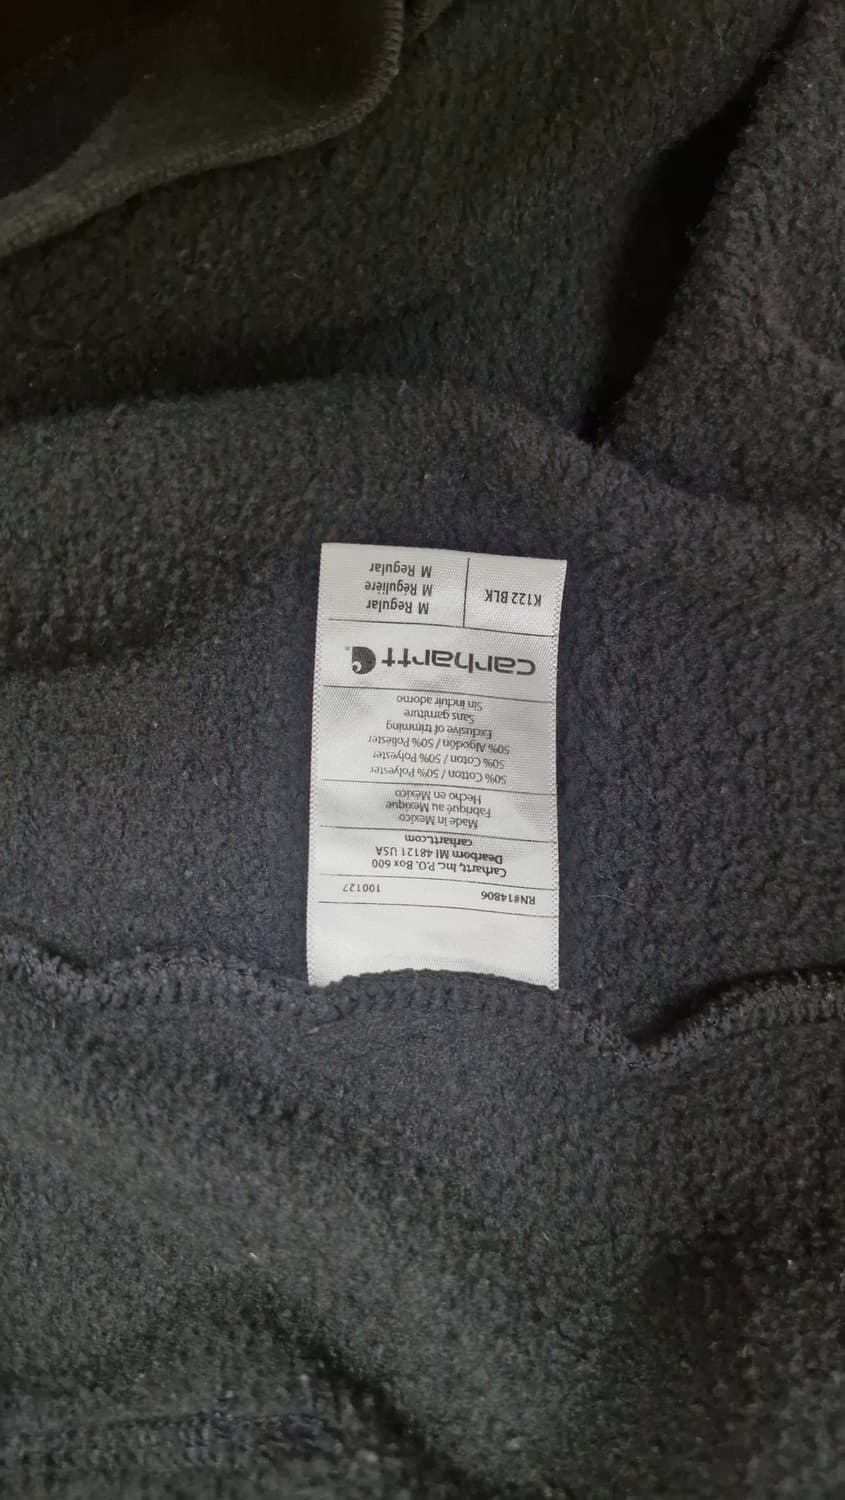 RN#14806 100127
Carhartt, Inc. P.O. Box 600
Dearborn MI 48121 USA
carhartt.com
Made in Mexico
Fabriqué au Mexique
Hecho en México
50% Cotton / 50% Polyester
50% Coton / 50% Polyester
50% Algodón / 50% Poliester
Exclusive of trimming
Sans garniture
Sin incluir adorno
carhartt
K122 BLK
M Regular
M Régulière
M Regular